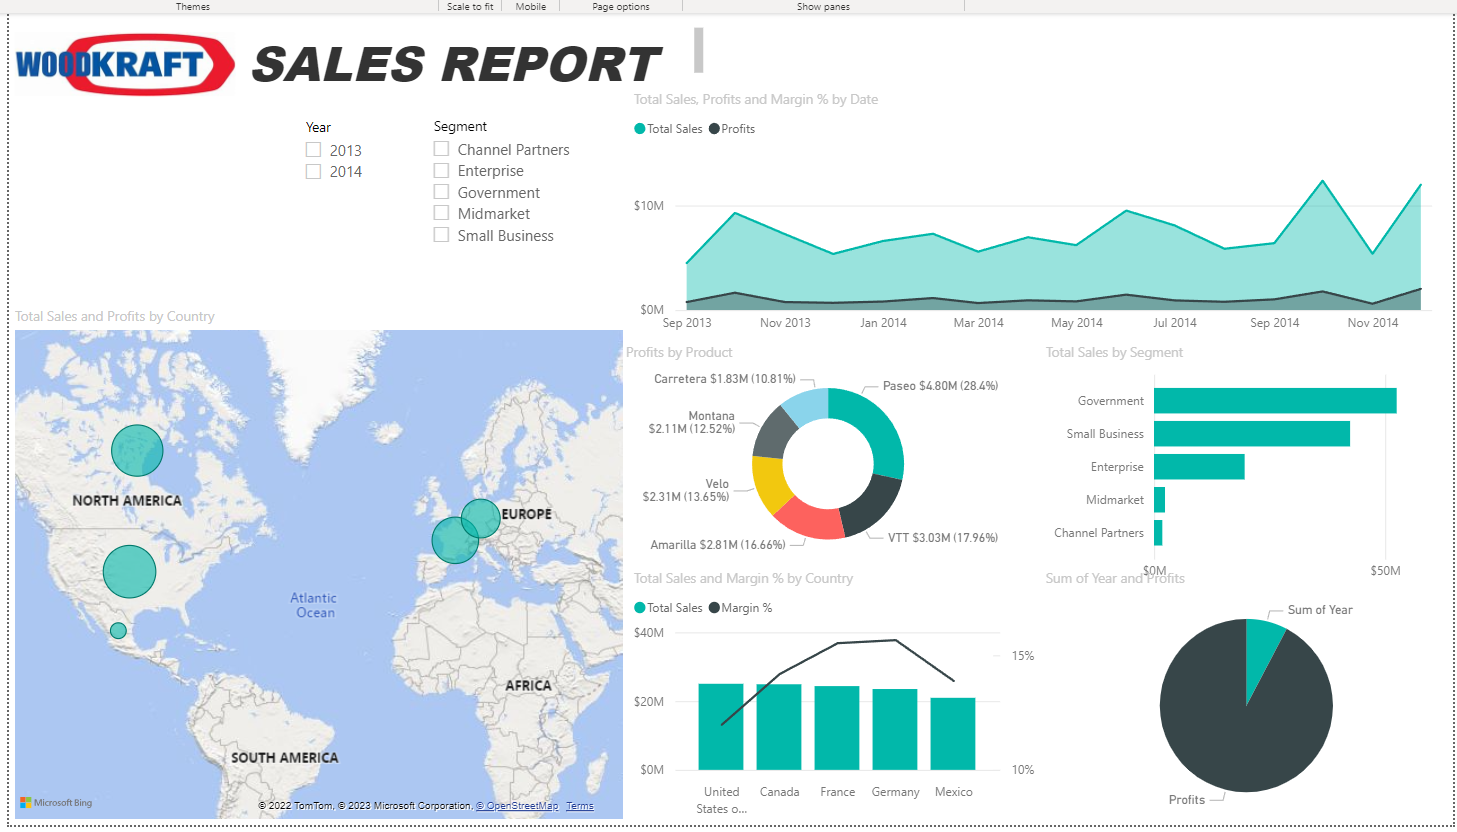 Themes
Scale to fit
Mobile
Page options
Show panes
WOODKRAFT
SALES REPORT
Year
2013
2014
Segment
Channel Partners
Enterprise
Government
Midmarket
Small Business
Total Sales, Profits and Margin % by Date
Total Sales
Profits
$10M
$0M
Sep 2013
Nov 2013
Jan 2014
Mar 2014
May 2014
Jul 2014
Sep 2014
Nov 2014
Total Sales and Profits by Country
NORTH AMERICA
EUROPE
Atlantic
Ocean
AFRICA
SOUTH AMERICA
Microsoft Bing
© 2022 TomTom, © 2023 Microsoft Corporation, © OpenStreetMap Terms
Profits by Product
Carretera $1.83M (10.81%)
Paseo $4.80M (28.4%)
Montana
$2.11M (12.52%)
Velo
$2.31M (13.65%)
Amarilla $2.81M (16.66%)
VTT $3.03M (17.96%)
Total Sales by Segment
Government
Small Business
Enterprise
Midmarket
Channel Partners
$0M
$50M
Total Sales and Margin % by Country
Total Sales
Margin %
$40M
$20M
$0M
15%
10%
United
States o...
Canada
France
Germany
Mexico
Sum of Year and Profits
Sum of Year
Profits